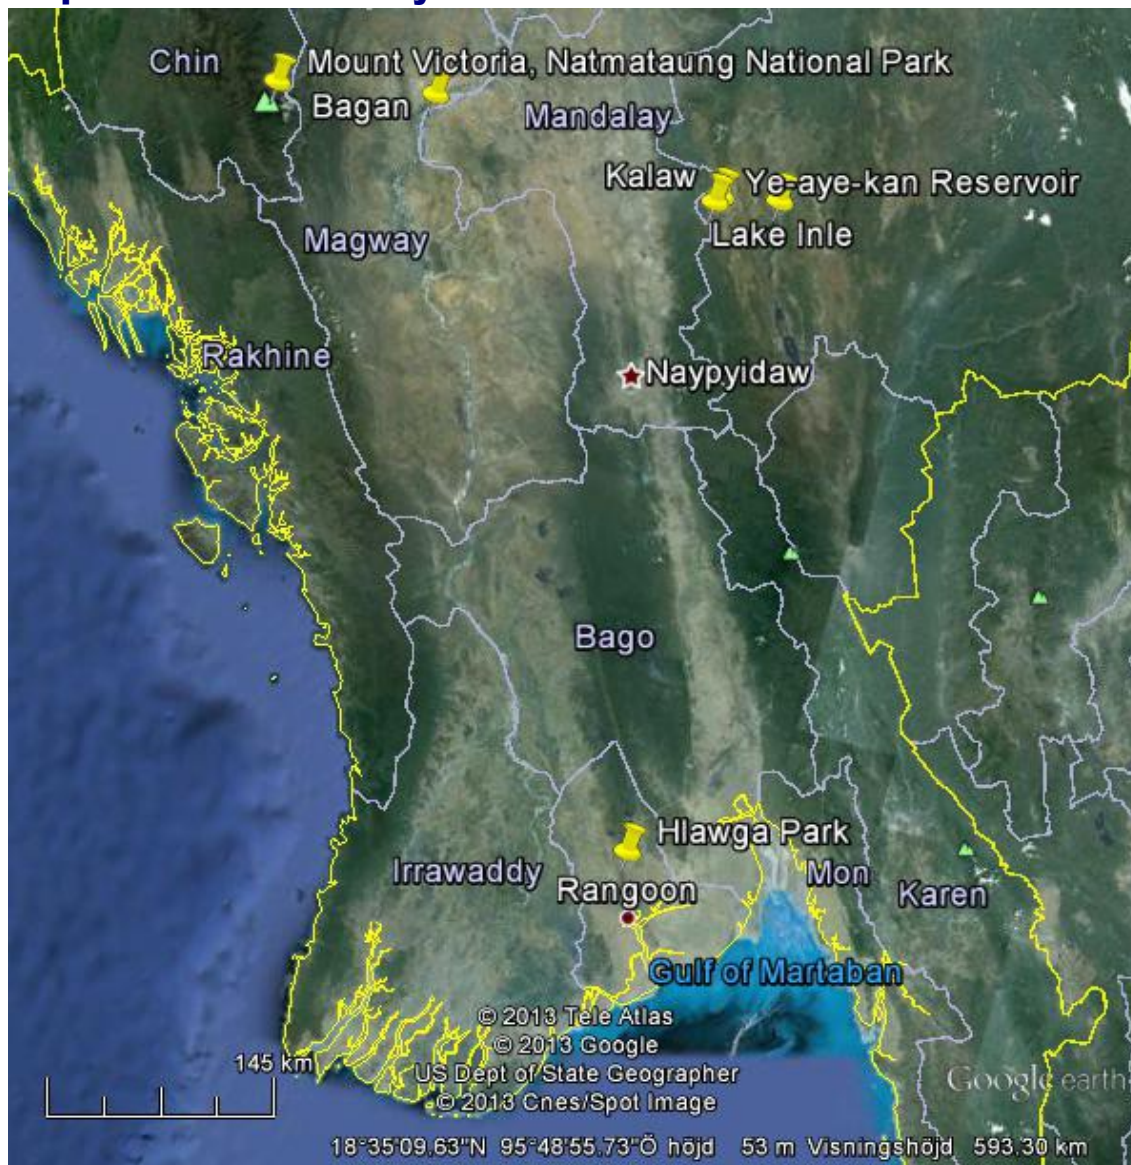 Chin
Mount Victoria, Natmataung National Park
Bagan
Mandalay
Kalaw
Ye-aye-kan Reservoir
Lake Inle
Magway
Rakhine
Naypyidaw
Bago
Hlawga Park
Irrawaddy
Mon
Rangoon
Karen
Gulf of Martaban
© 2013 Tele Atlas
© 2013 Google
145 km
US Dept of State Geographer
Google earth
© 2013 Cnes/Spot Image
18°35'09.63"N 95°48'55.73"Ö höjd 53 m Visningshöjd 593.30 km